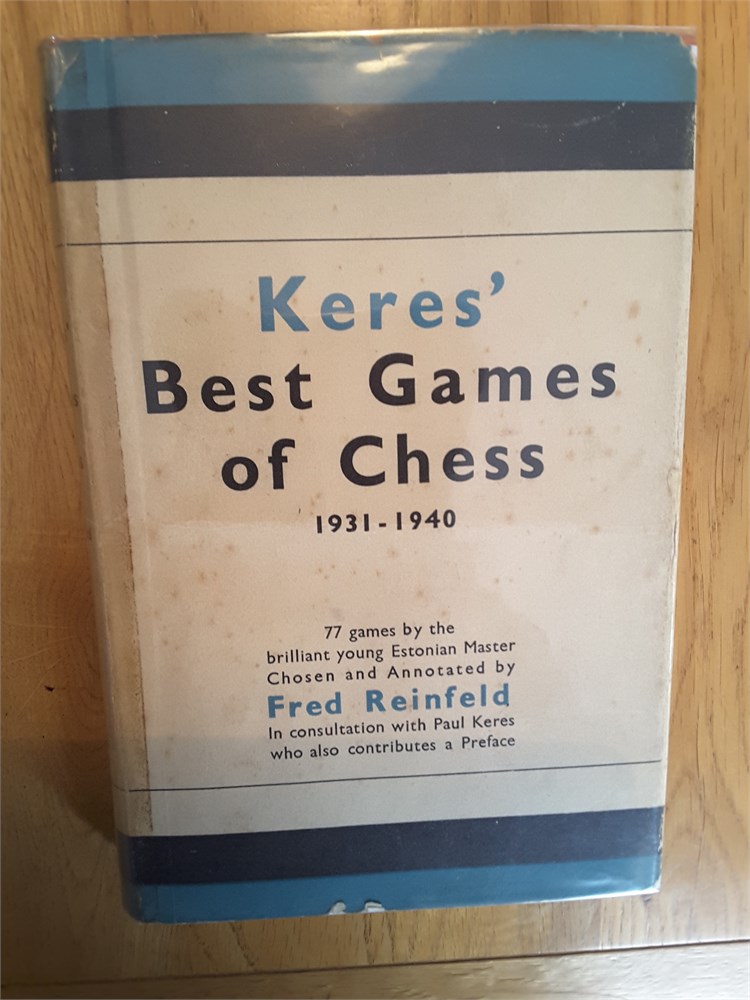 Keres'
Best Games
of Chess
1931-1940
77 games by the
brilliant young Estonian Master
Chosen and Annotated by
Fred Reinfeld
In consultation with Paul Keres
who also contributes a Preface